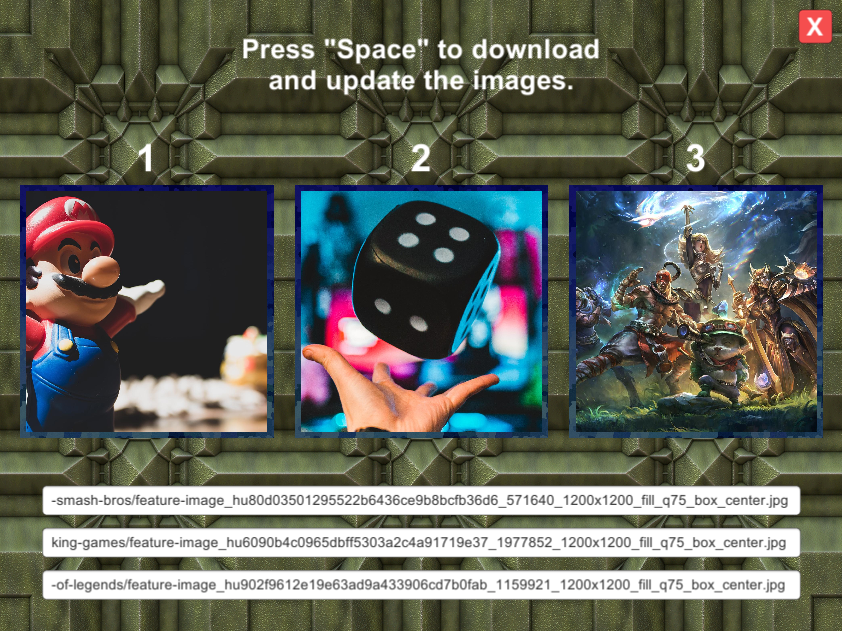 X
Press "Space" to download
and update the images.
1
2
3
-smash-bros/feature-image_hu80d03501295522b6436ce9b8bcfb36d6_571640_1200x1200_fill_q75_box_center.jpg
king-games/feature-image_hu6090b4c0965dbff5303a2c4a91719e37_1977852_1200x1200_fill_q75_box_center.jpg
-of-legends/feature-image_hu902f9612e19e63ad9a433906cd7b0fab_1159921_1200x1200_fill_q75_box_center.jpg